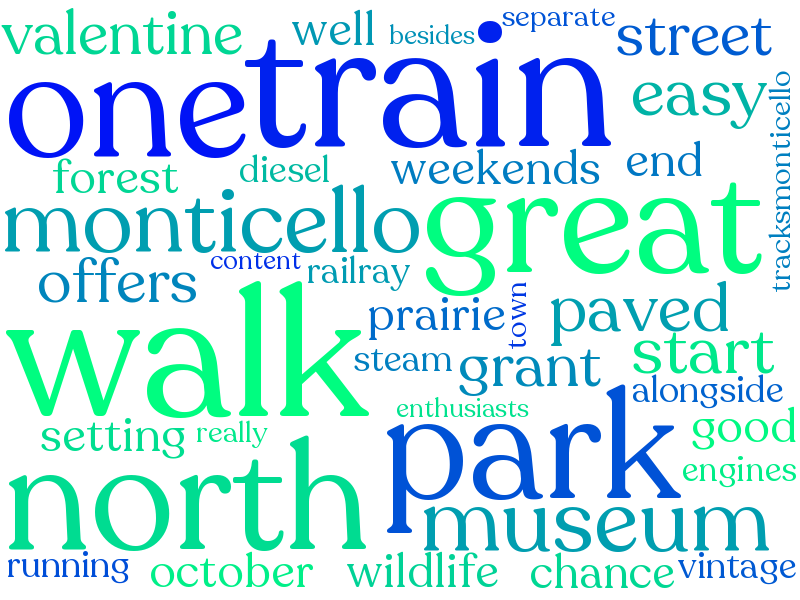 valentine well besides separate street
one train easy
forest diesel weekends end tracksmonticello
monticello great
offers content railray
walk prairie town paved
steam grant start
alongside
setting really enthusiasts park good
north engines
museum
running october wildlife chance vintage